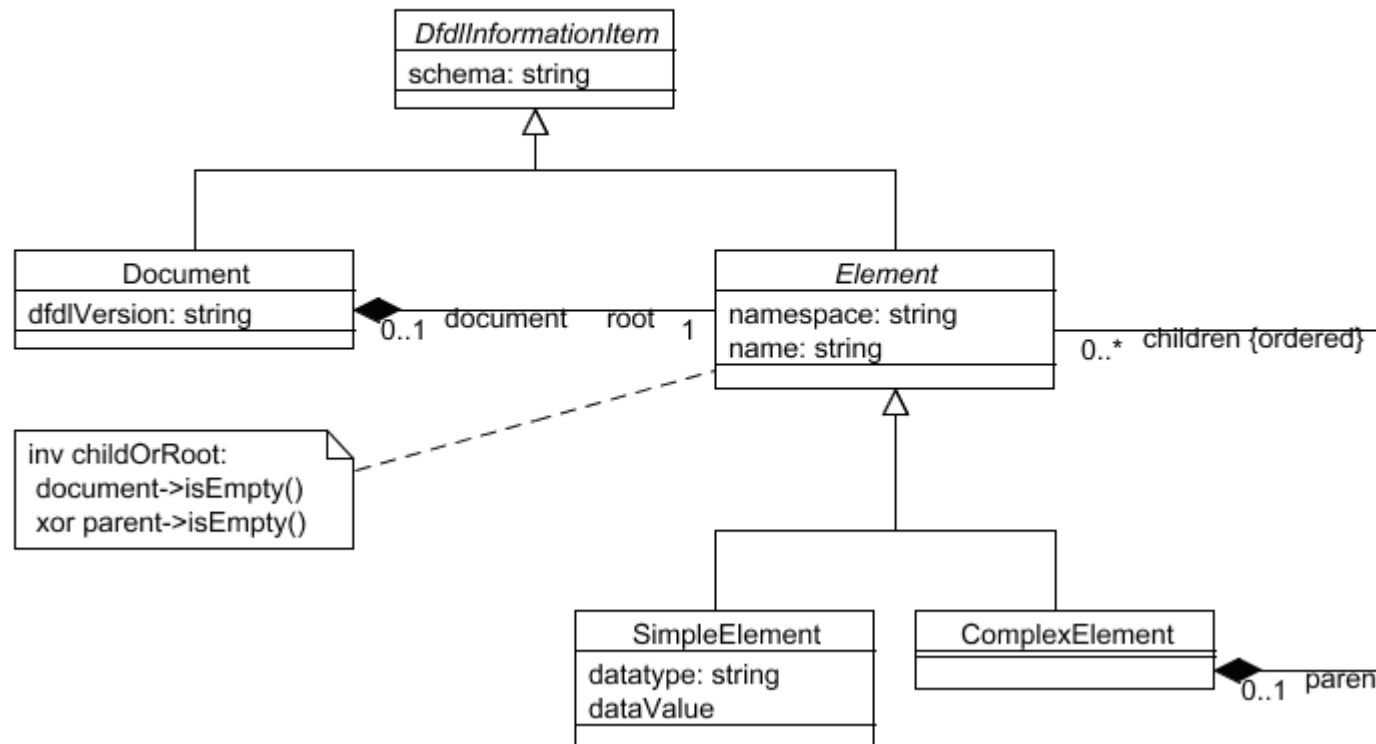 DfdlInformationItem
schema: string
Document
dfdlVersion: string
Element
namespace: string
name: string
0..1 document root 1
0..* children {ordered}
inv childOrRoot:
document->isEmpty()
xor parent->isEmpty()
SimpleElement
datatype: string
dataValue
ComplexElement
0..1 paren